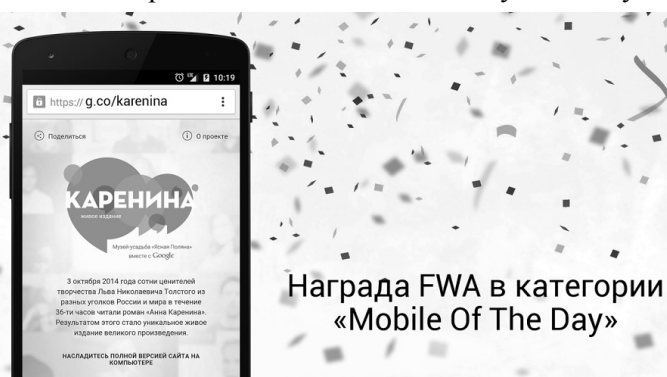 10:19
https://g.co/karenina
Поделиться
О проекте
КАРЕНИНА
живое издание
Музей-усадьба «Ясная Поляна»
вместе с Google
3 октября 2014 года сотни ценителей
творчества Льва Николаевича Толстого из
разных уголков России и мира в течение
36-ти часов читали роман «Анна Каренина».
Результатом этого стало уникальное живое
издание великого произведения.
НАСЛАДИТЕСЬ ПОЛНОЙ ВЕРСИЕЙ САЙТА НА
КОМПЬЮТЕРЕ
Награда FWA в категории
«Mobile Of The Day»